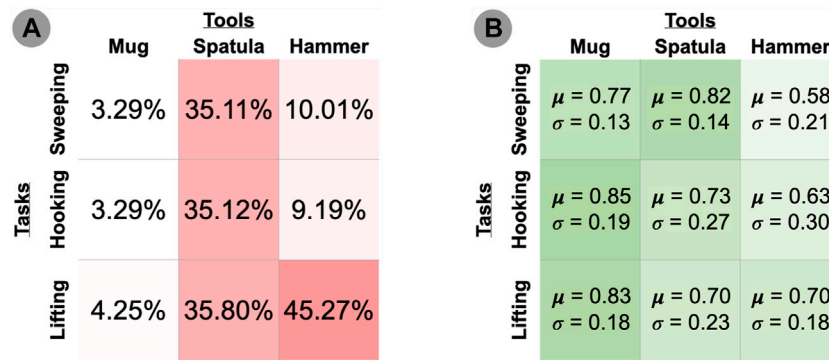 A
Tools
Mug Spatula Hammer
Tasks
Sweeping
3.29% 35.11% 10.01%
Hooking
3.29% 35.12% 9.19%
Lifting
4.25% 35.80% 45.27%
B
Tools
Mug Spatula Hammer
Tasks
Sweeping
μ = 0.77 μ = 0.82 μ = 0.58
σ = 0.13 σ = 0.14 σ = 0.21
Hooking
μ = 0.85 μ = 0.73 μ = 0.63
σ = 0.19 σ = 0.27 σ = 0.30
Lifting
μ = 0.83 μ = 0.70 μ = 0.70
σ = 0.18 σ = 0.23 σ = 0.18